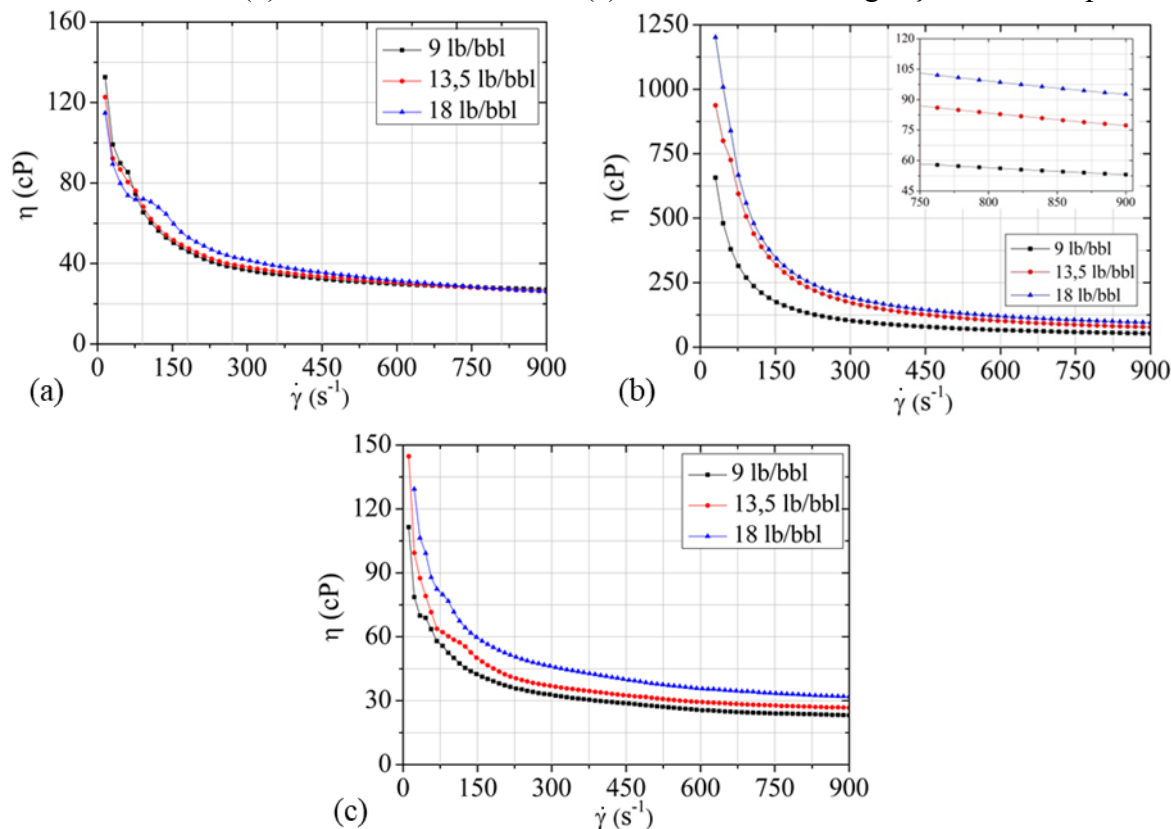 (a) (b)
160
120
80
40
0
η (cP)
9 lb/bbl
13,5 lb/bbl
18 lb/bbl
0 150 300 450 600 750 900
γ̇ (s⁻¹)
(a)
1250
1000
750
500
250
0
η (cP)
120
105
90
75
60
45
750 800 850 900
9 lb/bbl
13,5 lb/bbl
18 lb/bbl
0 150 300 450 600 750 900
γ̇ (s⁻¹)
(b)
150
120
90
60
30
0
η (cP)
9 lb/bbl
13,5 lb/bbl
18 lb/bbl
0 150 300 450 600 750 900
γ̇ (s⁻¹)
(c)